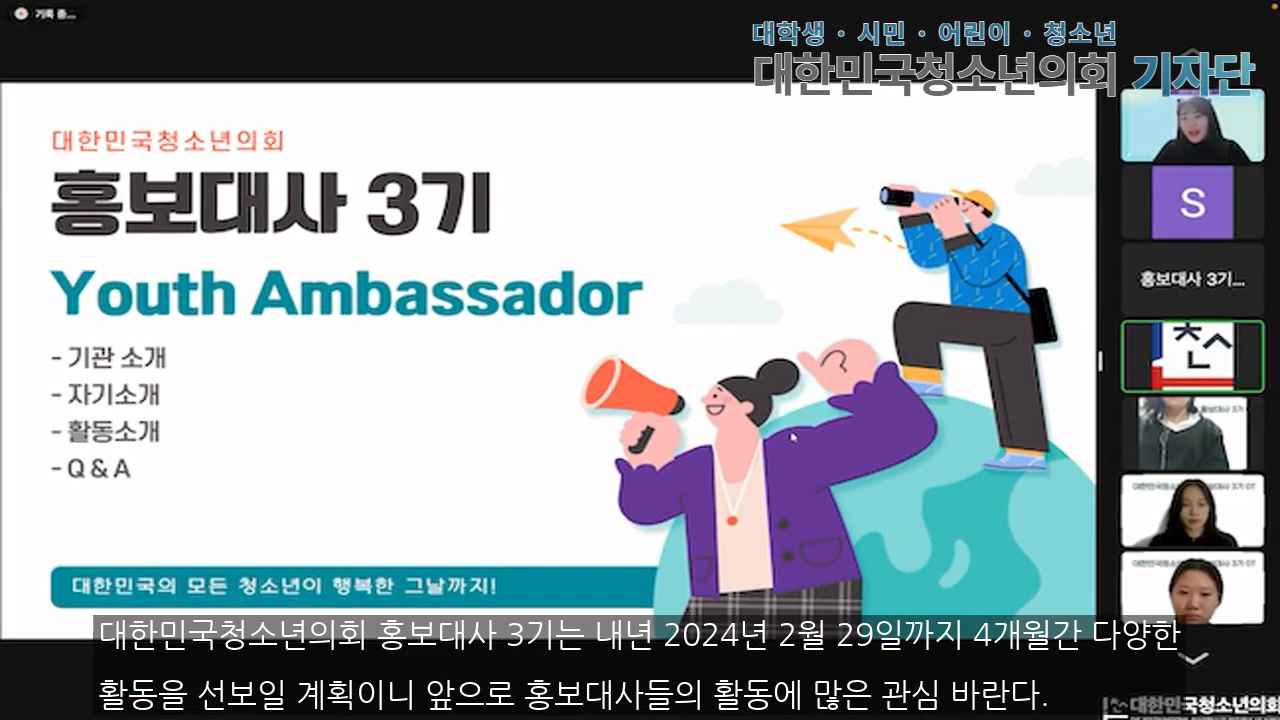 기록 중...
대학생 · 시민 · 어린이 · 청소년
대한민국청소년의회 기자단
대한민국청소년의회
홍보대사 3기
Youth Ambassador
- 기관 소개
- 자기소개
- 활동소개
- Q & A
대한민국의 모든 청소년이 행복한 그날까지!
S
홍보대사 3기...
대한민국청소년의회 홍보대사 3기는 내년 2024년 2월 29일까지 4개월간 다양한
활동을 선보일 계획이니 앞으로 홍보대사들의 활동에 많은 관심 바란다.
대한민국청소년의회